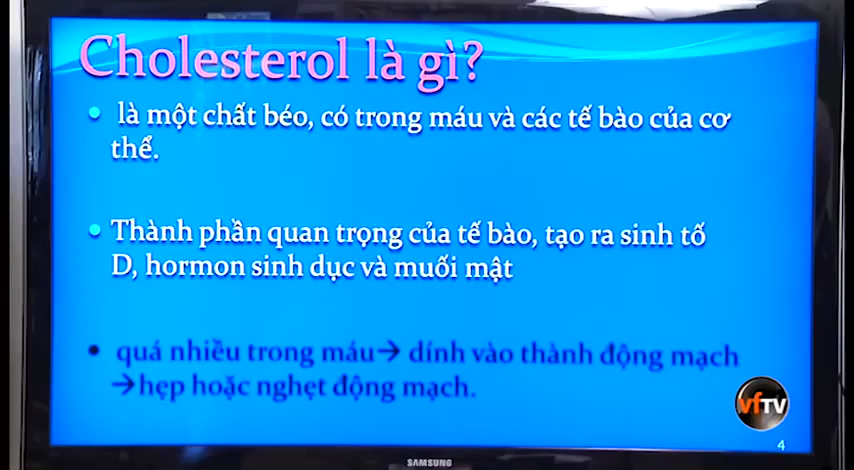 Cholesterol là gì?
• là một chất béo, có trong máu và các tế bào của cơ
thể.
• Thành phần quan trọng của tế bào, tạo ra sinh tố
D, hormon sinh dục và muối mật
• quá nhiều trong máu→ dính vào thành động mạch
→hẹp hoặc nghẹt động mạch.
vfTV
4
SAMSUNG